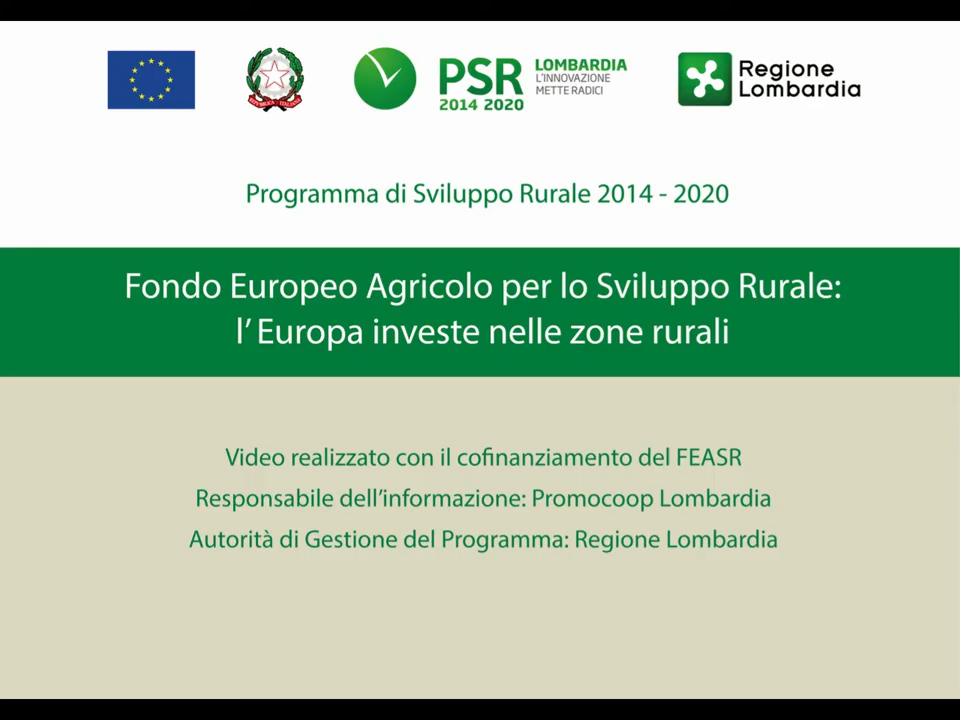 REPVBBLICA ITALIANA
PSR
2014 2020
LOMBARDIA
L'INNOVAZIONE
METTE RADICI
Regione
Lombardia
Programma di Sviluppo Rurale 2014 - 2020
Fondo Europeo Agricolo per lo Sviluppo Rurale:
l’ Europa investe nelle zone rurali
Video realizzato con il cofinanziamento del FEASR
Responsabile dell’informazione: Promocoop Lombardia
Autorità di Gestione del Programma: Regione Lombardia